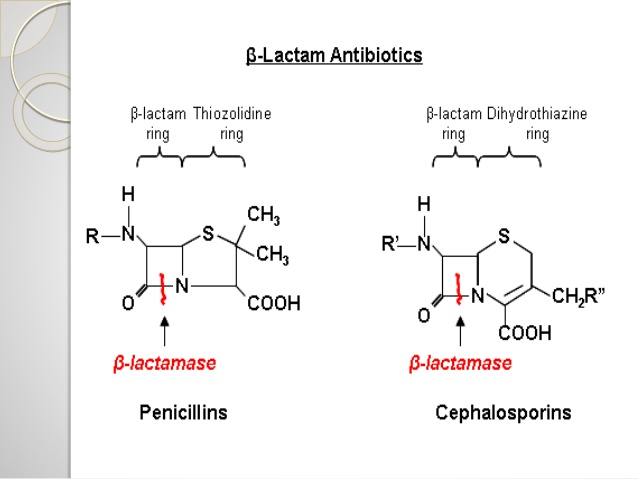 β-Lactam Antibiotics
β-lactam Thiozolidine
ring ring
β-lactam Dihydrothiazine
ring ring
H
R N S CH3
CH3
O N COOH
β-lactamase
Penicillins
H
R' N S
O N CH2R"
COOH
β-lactamase
Cephalosporins